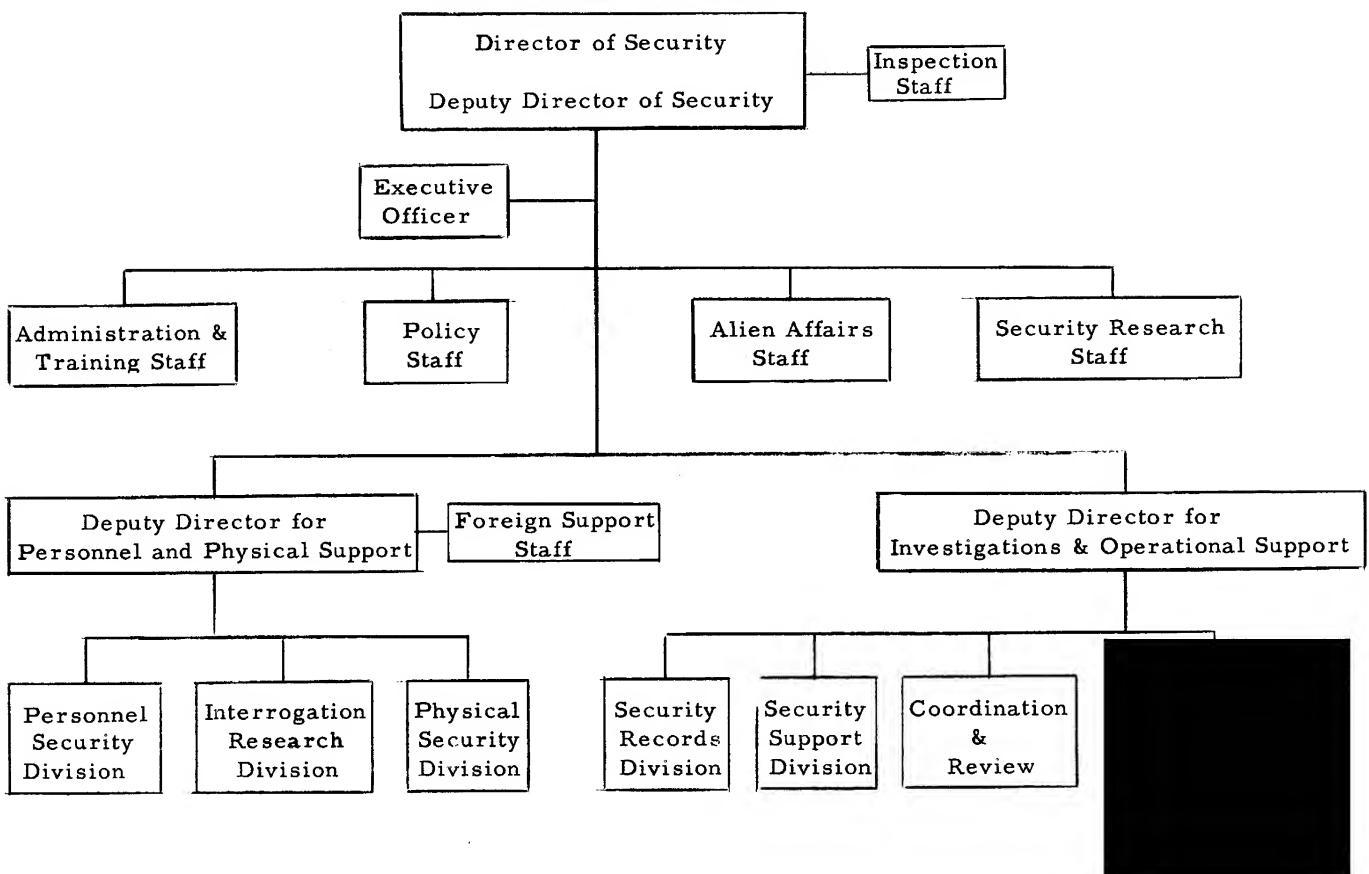 Director of Security
Deputy Director of Security
Inspection
Staff
Executive
Officer
Administration &
Training Staff
Policy
Staff
Alien Affairs
Staff
Security Research
Staff
Deputy Director for
Personnel and Physical Support
Foreign Support
Staff
Deputy Director for
Investigations & Operational Support
Personnel
Security
Division
Interrogation
Research
Division
Physical
Security
Division
Security
Records
Division
Security
Support
Division
Coordination
&
Review